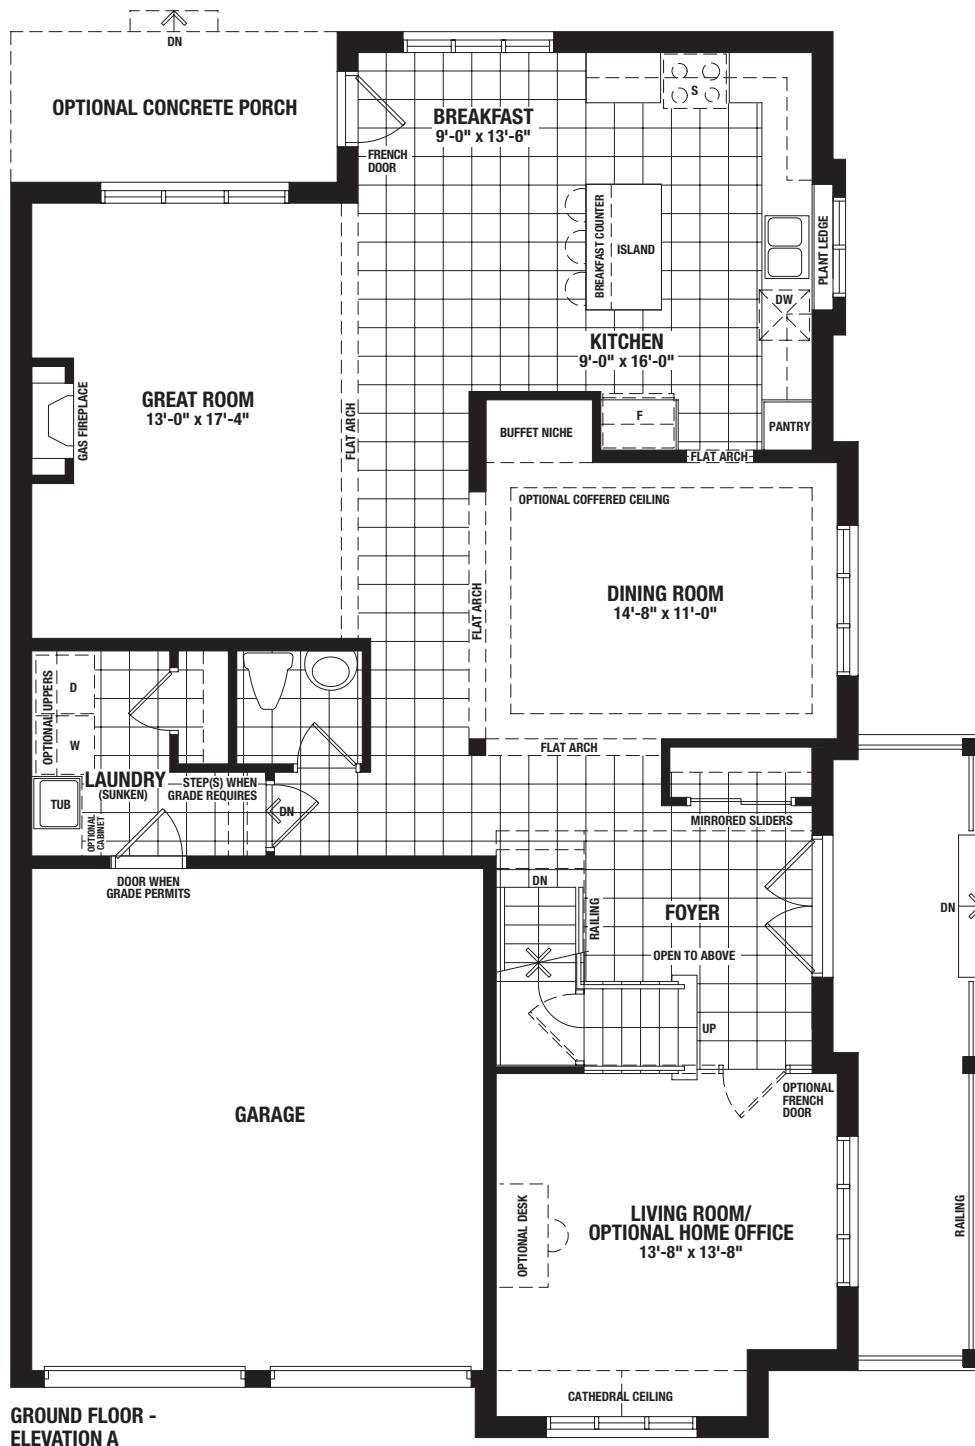 DN
OPTIONAL CONCRETE PORCH
BREAKFAST
9'-0" x 13'-6"
FRENCH
DOOR
S
BREAKFAST COUNTER
ISLAND
PLANT LEDGE
DW
KITCHEN
9'-0" x 16'-0"
GREAT ROOM
13'-0" x 17'-4"
GAS FIREPLACE
FLAT ARCH
BUFFET NICHE
F
PANTRY
FLAT ARCH
OPTIONAL COFFERED CEILING
DINING ROOM
14'-8" x 11'-0"
FLAT ARCH
OPTIONAL UPPERS
D
W
LAUNDRY
(SUNKEN)
STEP(S) WHEN
GRADE REQUIRES
TUB
OPTIONAL
CABINET
DN
FLAT ARCH
MIRRORED SLIDERS
DOOR WHEN
GRADE PERMITS
DN
RAILING
FOYER
OPEN TO ABOVE
DN
UP
OPTIONAL
FRENCH
DOOR
GARAGE
OPTIONAL DESK
LIVING ROOM/
OPTIONAL HOME OFFICE
13'-8" x 13'-8"
RAILING
CATHEDRAL CEILING
GROUND FLOOR -
ELEVATION A